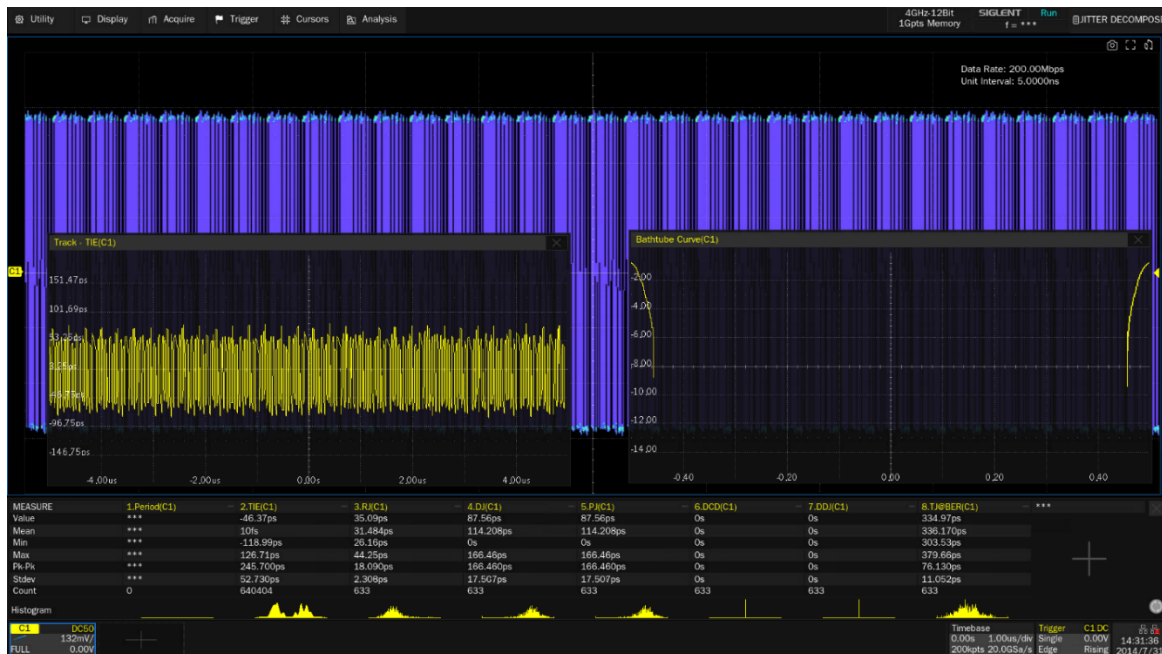 Utility Display Acquire Trigger Cursors Analysis
4GHz-12Bit
1Gpts Memory
SIGLENT Run
f = ***
JITTER DECOMPOSI
Data Rate: 200.00Mbps
Unit Interval: 5.0000ns
C1
Track - TIE(C1)
151.47ps
101.69ps
-96.75ps
-146.75ps
-4.00us -2.00us 0.00s 2.00us 4.00us
Bathtube Curve(C1)
-2.00
-4.00
-6.00
-8.00
-10.00
-12.00
-14.00
-0.40 -0.20 0.00 0.20 0.40
MEASURE 1.Period(C1) 2.TIE(C1) 3.RJ(C1) 4.DJ(C1) 5.PJ(C1) 6.DCD(C1) 7.DDJ(C1) 8.TJ@BER(C1) ***
Value *** -46.37ps 35.09ps 87.56ps 87.56ps 0s 0s 334.97ps
Mean *** 10fs 31.484ps 114.208ps 114.208ps 0s 0s 336.170ps
Min *** -118.99ps 26.16ps 0s 0s 0s 0s 303.53ps
Max *** 126.71ps 44.25ps 166.46ps 166.46ps 0s 0s 379.66ps
Pk-Pk *** 245.700ps 18.090ps 166.460ps 166.460ps 0s 0s 76.130ps
Stdev *** 52.730ps 2.308ps 17.507ps 17.507ps 0s 0s 11.052ps
Count 0 640404 633 633 633 633 633 633
Histogram
C1 DC50
132mV/
FULL 0.00V
Timebase
0.00s 1.00us/div
200kpts 20.0GSa/s
Trigger C1 DC
Single 0.00V
Edge Rising
14:31:36
2014/7/31